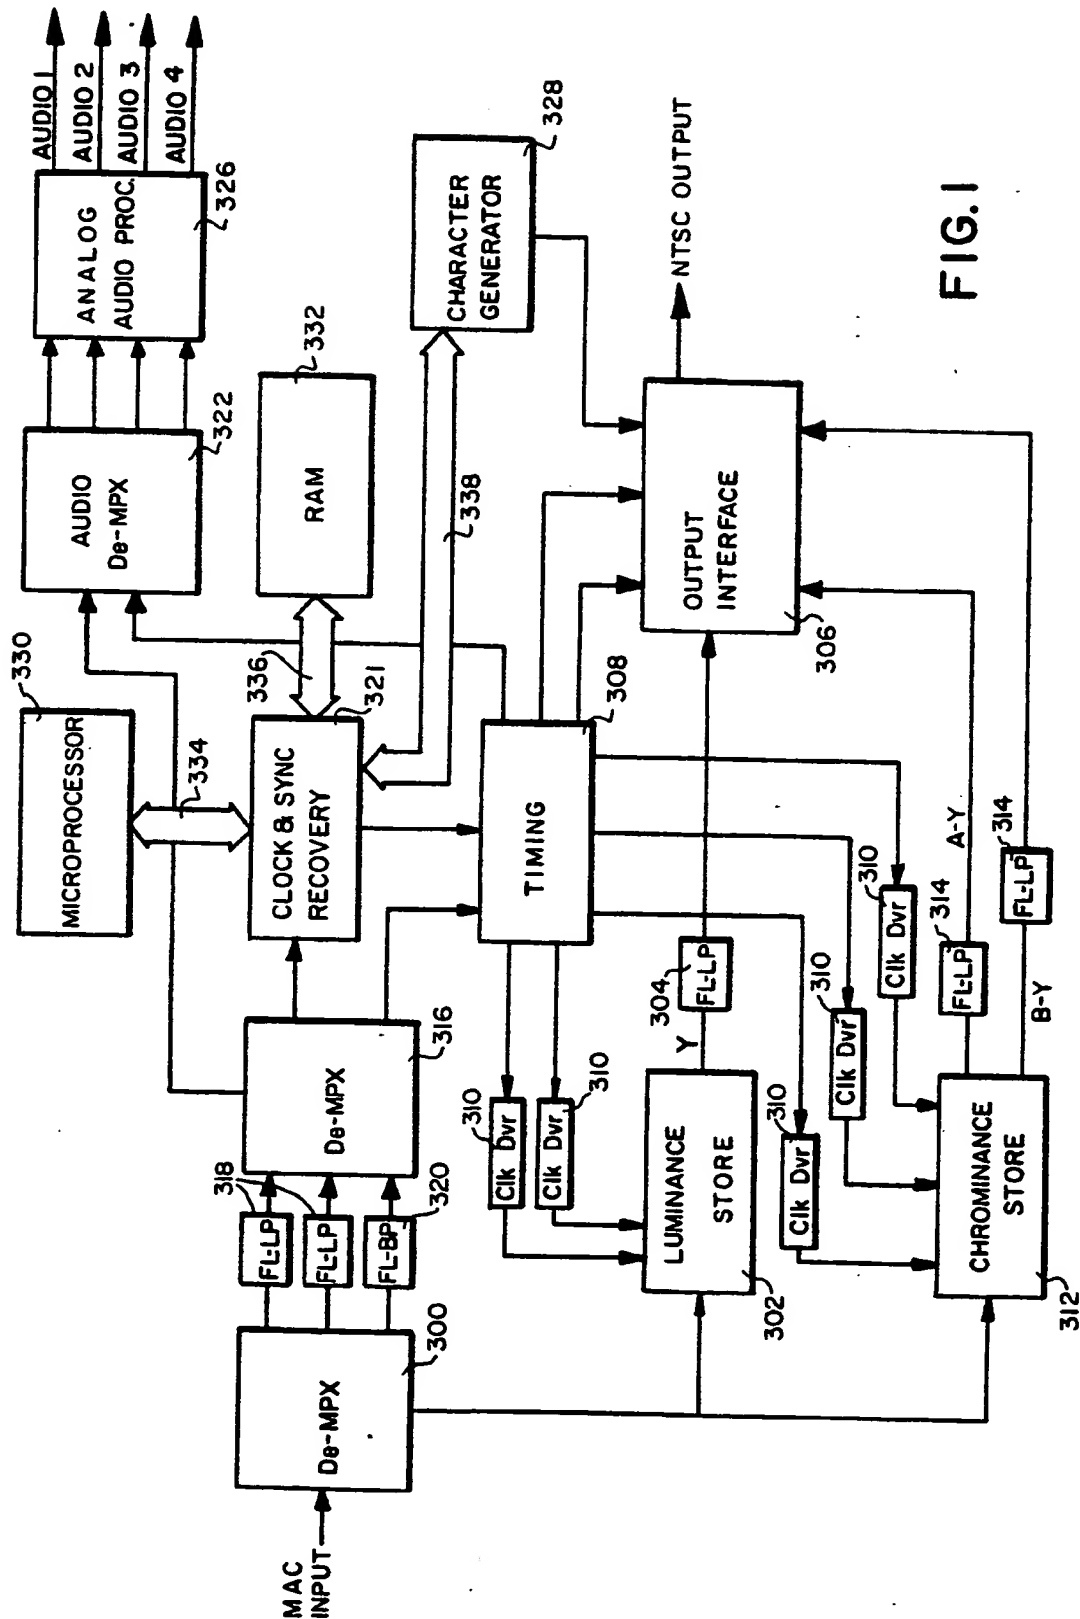 MAC
INPUT
De-MPX
300
FL-LP
FL-LP
318
FL-BP
320
De-MPX
316
MICROPROCESSOR
330
334
CLOCK & SYNC
RECOVERY
321
336
RAM
332
AUDIO
De-MPX
322
ANALOG
AUDIO PROC.
326
AUDIO 1
AUDIO 2
AUDIO 3
AUDIO 4
338
CHARACTER
GENERATOR
328
TIMING
308
Clk Dvr
310
Clk Dvr
310
LUMINANCE
STORE
302
Y
304
FL-LP
OUTPUT
INTERFACE
306
NTSC OUTPUT
Clk Dvr
310
Clk Dvr
310
Clk Dvr
310
CHROMINANCE
STORE
312
FL-LP
314
A-Y
B-Y
FL-LP
314
FIG. 1